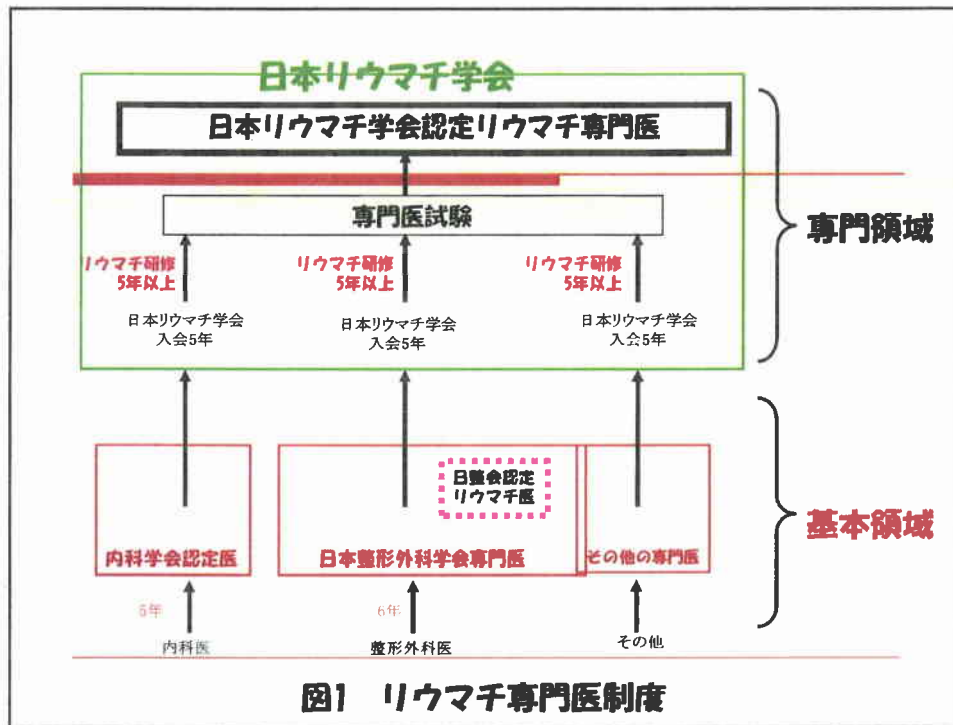 日本リウマチ学会
日本リウマチ学会認定リウマチ専門医
専門医試験
専門領域
リウマチ研修
5年以上
リウマチ研修
5年以上
リウマチ研修
5年以上
日本リウマチ学会
入会5年
日本リウマチ学会
入会5年
日本リウマチ学会
入会5年
日整会認定
リウマチ医
基本領域
内科学会認定医
日本整形外科学会専門医
その他の専門医
6年
内科医
整形外科医
その他
図1 リウマチ専門医制度